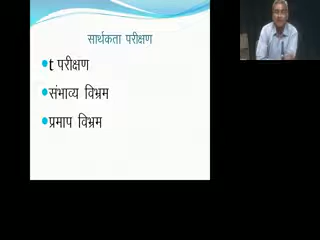 सार्थकता परीक्षण
t परीक्षण
संभाव्य विभ्रम
प्रमाप विभ्रम